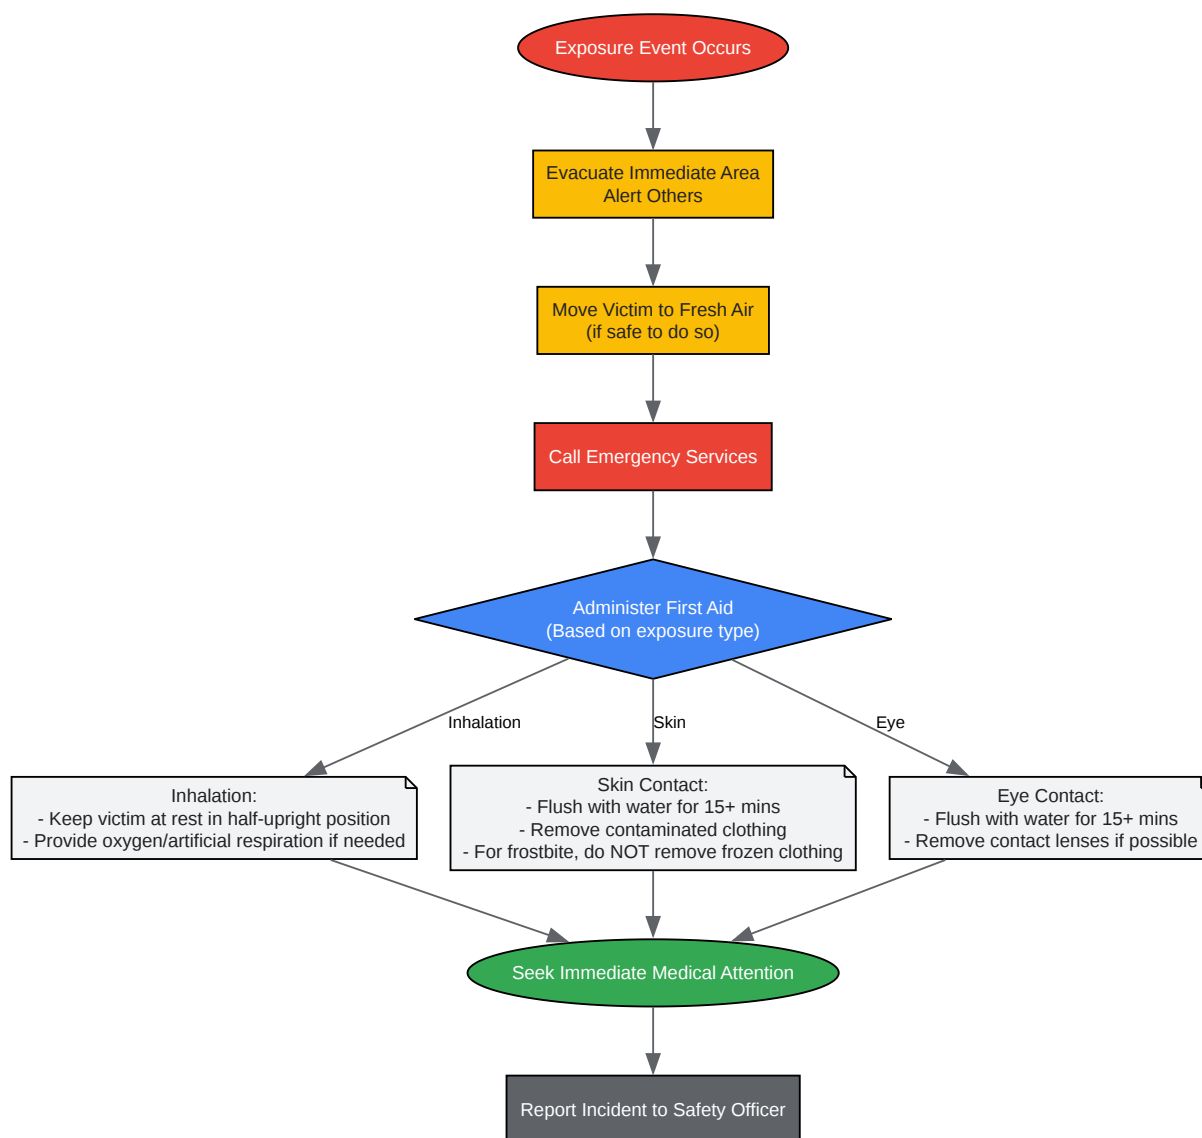 Exposure Event Occurs
Evacuate Immediate Area
Alert Others
Move Victim to Fresh Air
(if safe to do so)
Call Emergency Services
Administer First Aid
(Based on exposure type)
Inhalation
Skin
Eye
Inhalation:
- Keep victim at rest in half-upright position
- Provide oxygen/artificial respiration if needed
Skin Contact:
- Flush with water for 15+ mins
- Remove contaminated clothing
- For frostbite, do NOT remove frozen clothing
Eye Contact:
- Flush with water for 15+ mins
- Remove contact lenses if possible
Seek Immediate Medical Attention
Report Incident to Safety Officer